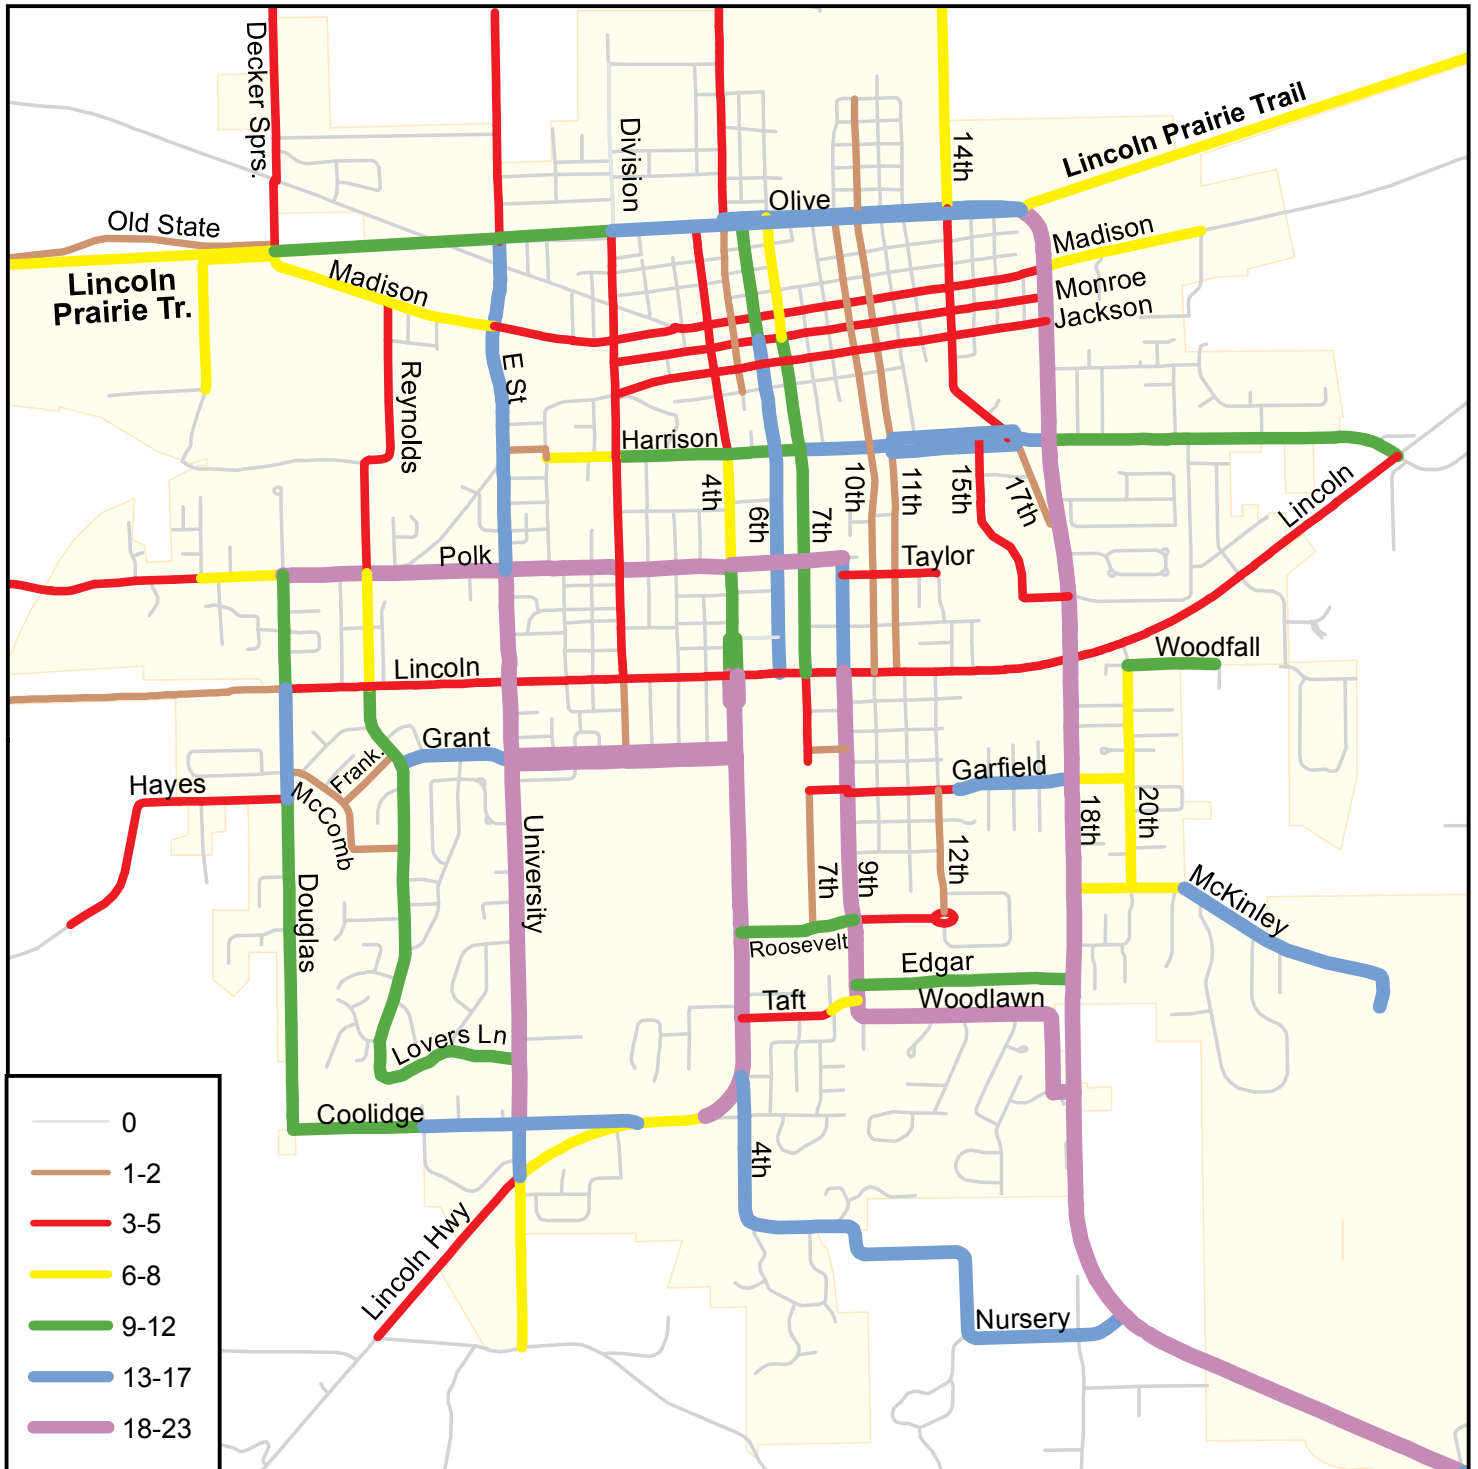 Decker Sprs.
Division
14th
Lincoln Prairie Trail
Olive
Old State
Madison
Lincoln
Prairie Tr.
Madison
Monroe
Jackson
E St
Reynolds
Harrison
4th
6th
7th
10th
11th
15th
17th
Lincoln
Polk
Taylor
Woodfall
Lincoln
Grant
Frank.
McComb
Hayes
Garfield
18th
20th
University
7th
9th
12th
McKinley
Douglas
Roosevelt
Edgar
Taft
Woodlawn
Lovers Ln
Coolidge
4th
Lincoln Hwy
Nursery
0
1-2
3-5
6-8
9-12
13-17
18-23